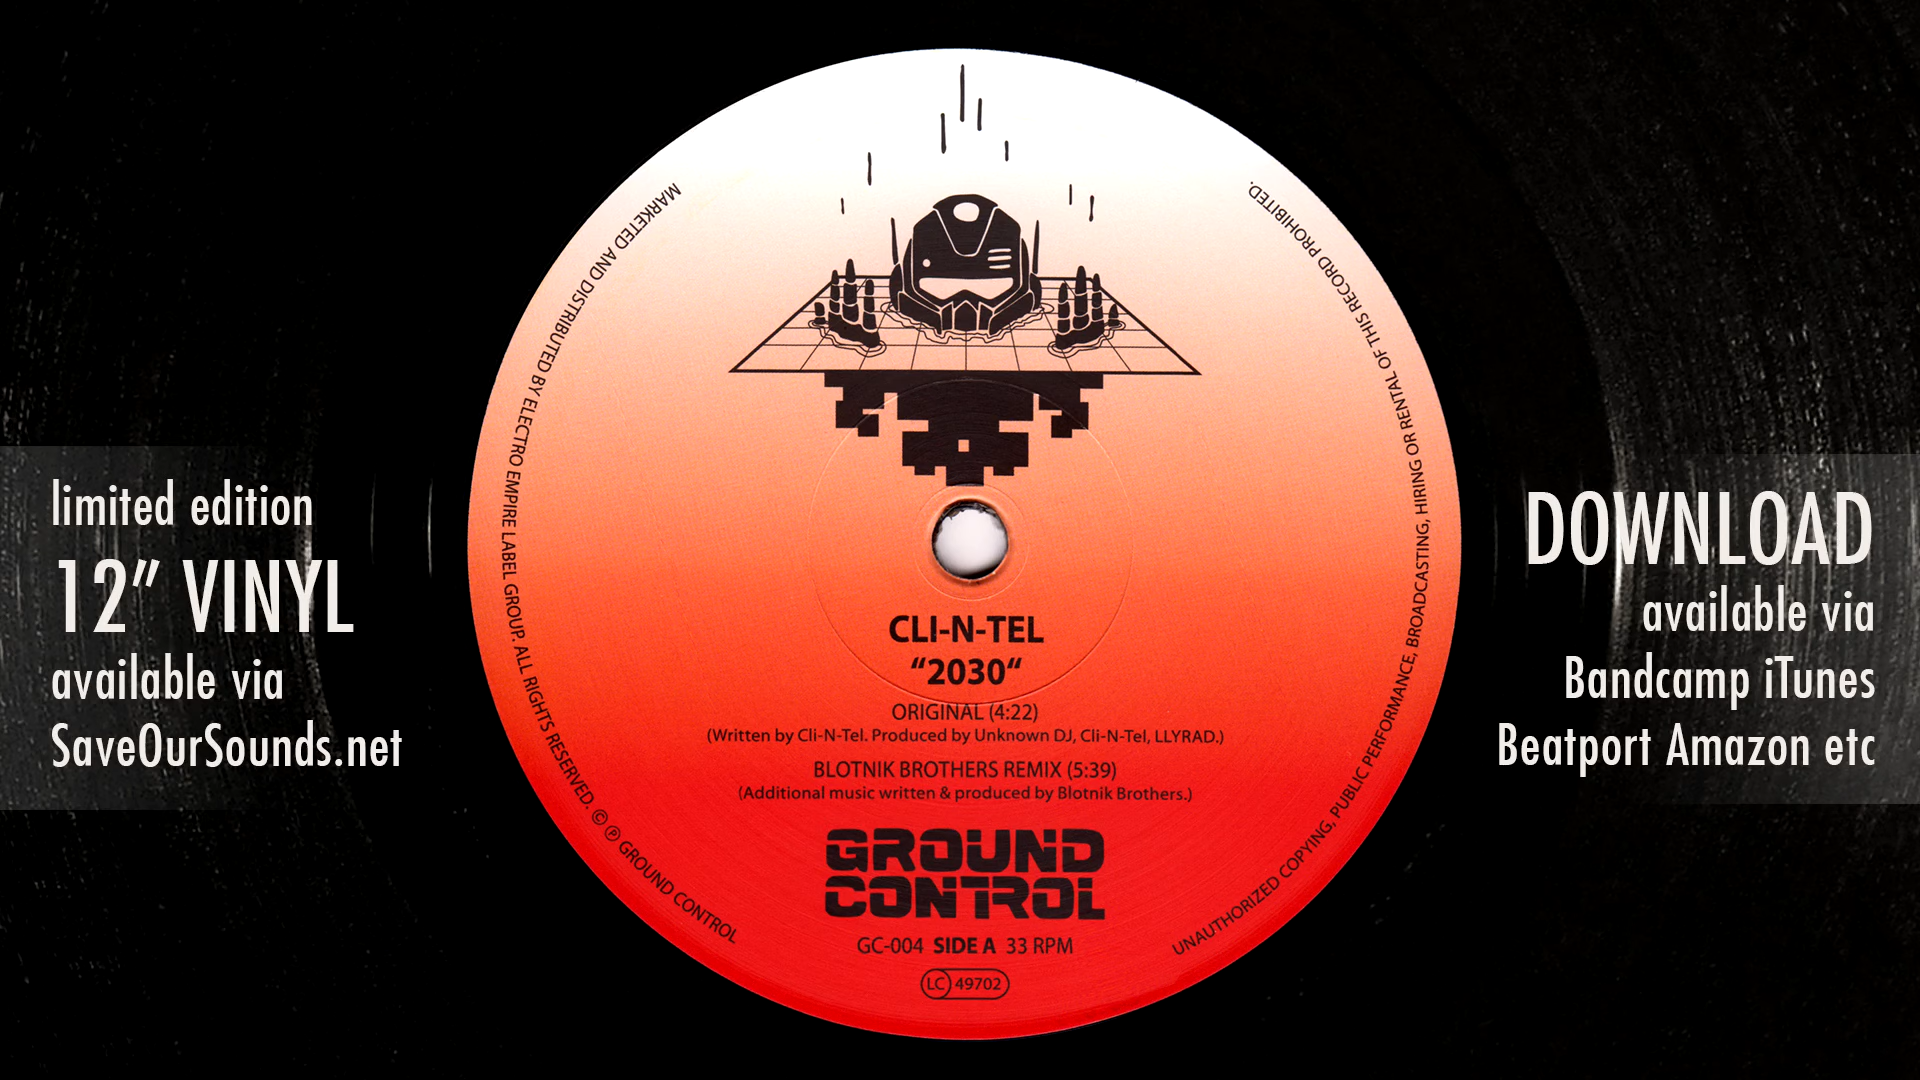 limited edition
12” VINYL
available via
SaveOurSounds.net
MARKETED AND DISTRIBUTED BY ELECTRO EMPIRE LABEL GROUP. ALL RIGHTS RESERVED. © ℗ GROUND CONTROL
CLI-N-TEL
“2030“
ORIGINAL (4:22)
(Written by Cli-N-Tel. Produced by Unknown DJ, Cli-N-Tel, LLYRAD.)
BLOTNIK BROTHERS REMIX (5:39)
(Additional music written & produced by Blotnik Brothers.)
GROUND
CONTROL
GC-004 SIDE A 33 RPM
LC 49702
UNAUTHORIZED COPYING, PUBLIC PERFORMANCE, BROADCASTING, HIRING OR RENTAL OF THIS RECORD PROHIBITED.
DOWNLOAD
available via
Bandcamp iTunes
Beatport Amazon etc